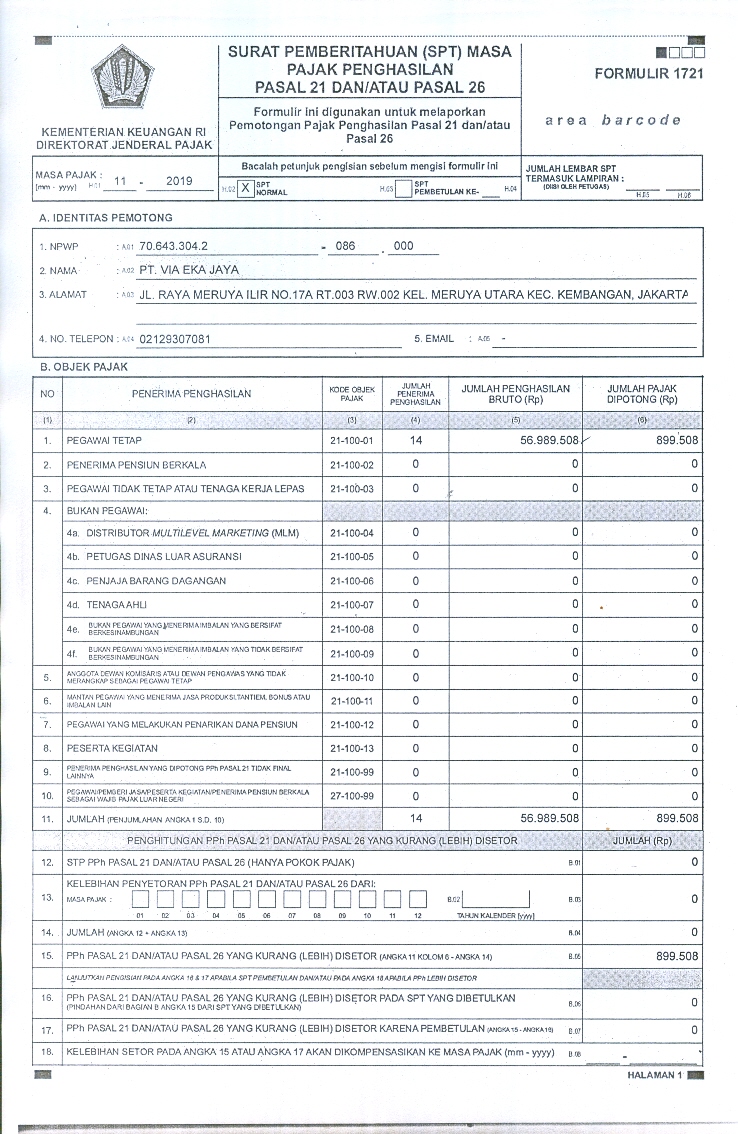 SURAT PEMBERITAHUAN (SPT) MASA
PAJAK PENGHASILAN
PASAL 21 DAN/ATAU PASAL 26
FORMULIR 1721
Formulir ini digunakan untuk melaporkan
Pemotongan Pajak Penghasilan Pasal 21 dan/atau
Pasal 26
area barcode
KEMENTERIAN KEUANGAN RI
DIREKTORAT JENDERAL PAJAK
MASA PAJAK :
[mm - yyyy] H.01 11 - 2019
Bacalah petunjuk pengisian sebelum mengisi formulir ini
H.02 X SPT NORMAL H.03 SPT PEMBETULAN KE- H.04
JUMLAH LEMBAR SPT
TERMASUK LAMPIRAN :
(DIISI OLEH PETUGAS) H.05 H.06
A. IDENTITAS PEMOTONG
1. NPWP : A.01 70.643.304.2 - 086 . 000
2. NAMA : A.02 PT. VIA EKA JAYA
3. ALAMAT : A.03 JL. RAYA MERUYA ILIR NO.17A RT.003 RW.002 KEL. MERUYA UTARA KEC. KEMBANGAN, JAKARTA
4. NO. TELEPON : A.04 02129307081 5. EMAIL : A.05 -
B. OBJEK PAJAK
NO PENERIMA PENGHASILAN KODE OBJEK PAJAK JUMLAH PENERIMA PENGHASILAN JUMLAH PENGHASILAN BRUTO (Rp) JUMLAH PAJAK DIPOTONG (Rp)
(1) (2) (3) (4) (5) (6)
1. PEGAWAI TETAP 21-100-01 14 56.989.508 899.508
2. PENERIMA PENSIUN BERKALA 21-100-02 0 0 0
3. PEGAWAI TIDAK TETAP ATAU TENAGA KERJA LEPAS 21-100-03 0 0 0
4. BUKAN PEGAWAI:
4a. DISTRIBUTOR MULTILEVEL MARKETING (MLM) 21-100-04 0 0 0
4b. PETUGAS DINAS LUAR ASURANSI 21-100-05 0 0 0
4c. PENJAJA BARANG DAGANGAN 21-100-06 0 0 0
4d. TENAGA AHLI 21-100-07 0 0 0
4e. BUKAN PEGAWAI YANG MENERIMA IMBALAN YANG BERSIFAT BERKESINAMBUNGAN 21-100-08 0 0 0
4f. BUKAN PEGAWAI YANG MENERIMA IMBALAN YANG TIDAK BERSIFAT BERKESINAMBUNGAN 21-100-09 0 0 0
5. ANGGOTA DEWAN KOMISARIS ATAU DEWAN PENGAWAS YANG TIDAK MERANGKAP SEBAGAI PEGAWAI TETAP 21-100-10 0 0 0
6. MANTAN PEGAWAI YANG MENERIMA JASA PRODUKSI,TANTIEM, BONUS ATAU IMBALAN LAIN 21-100-11 0 0 0
7. PEGAWAI YANG MELAKUKAN PENARIKAN DANA PENSIUN 21-100-12 0 0 0
8. PESERTA KEGIATAN 21-100-13 0 0 0
9. PENERIMA PENGHASILAN YANG DIPOTONG PPh PASAL 21 TIDAK FINAL LAINNYA 21-100-99 0 0 0
10. PEGAWAI/PEMBERI JASA/PESERTA KEGIATAN/PENERIMA PENSIUN BERKALA SEBAGAI WAJIB PAJAK LUAR NEGERI 27-100-99 0 0 0
11. JUMLAH (PENJUMLAHAN ANGKA 1 S.D. 10) 14 56.989.508 899.508
PENGHITUNGAN PPh PASAL 21 DAN/ATAU PASAL 26 YANG KURANG (LEBIH) DISETOR JUMLAH (Rp)
12. STP PPh PASAL 21 DAN/ATAU PASAL 26 (HANYA POKOK PAJAK) B.01 0
13. KELEBIHAN PENYETORAN PPh PASAL 21 DAN/ATAU PASAL 26 DARI:
MASA PAJAK : B.02 B.03 0
01 02 03 04 05 06 07 08 09 10 11 12 TAHUN KALENDER [yyyy]
14. JUMLAH (ANGKA 12 + ANGKA 13) B.04 0
15. PPh PASAL 21 DAN/ATAU PASAL 26 YANG KURANG (LEBIH) DISETOR (ANGKA 11 KOLOM 6 - ANGKA 14) B.05 899.508
LANJUTKAN PENGISIAN PADA ANGKA 16 & 17 APABILA SPT PEMBETULAN DAN/ATAU PADA ANGKA 18 APABILA PPh LEBIH DISETOR
16. PPh PASAL 21 DAN/ATAU PASAL 26 YANG KURANG (LEBIH) DISETOR PADA SPT YANG DIBETULKAN
(PINDAHAN DARI BAGIAN B ANGKA 15 DARI SPT YANG DIBETULKAN) B.06 0
17. PPh PASAL 21 DAN/ATAU PASAL 26 YANG KURANG (LEBIH) DISETOR KARENA PEMBETULAN (ANGKA 15 - ANGKA 16) B.07 0
18. KELEBIHAN SETOR PADA ANGKA 15 ATAU ANGKA 17 AKAN DIKOMPENSASIKAN KE MASA PAJAK (mm - yyyy) B.08 -
HALAMAN 1